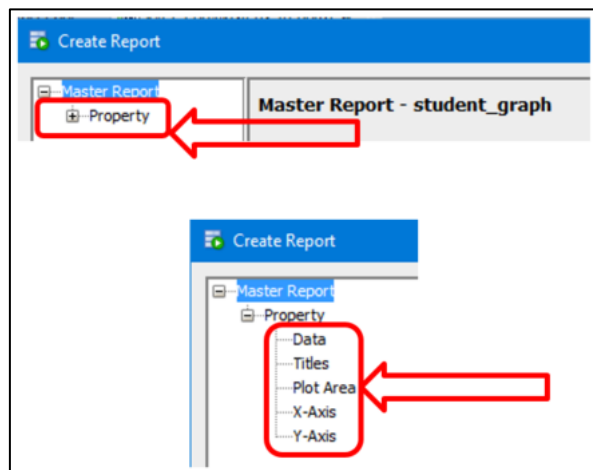 Create Report
Master Report
Property
Master Report - student_graph
Create Report
Master Report
Property
Data
Titles
Plot Area
X-Axis
Y-Axis